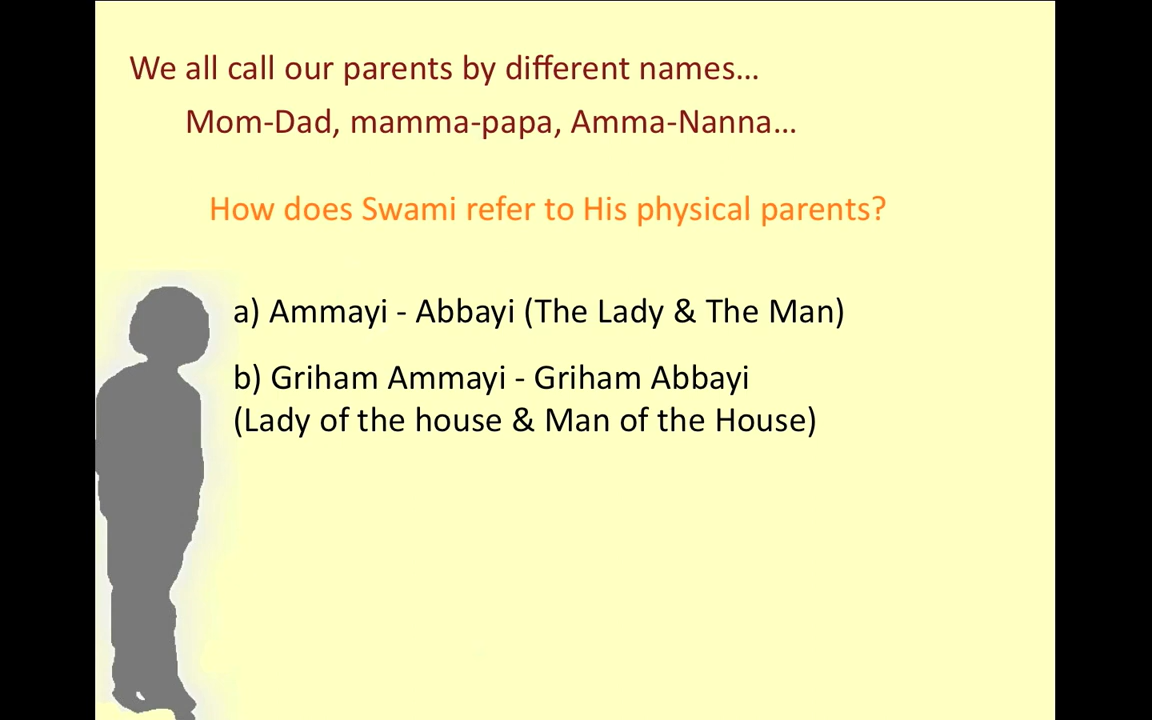 We all call our parents by different names...
Mom-Dad, mamma-papa, Amma-Nanna...
How does Swami refer to His physical parents?
a) Ammayi - Abbayi (The Lady & The Man)
b) Griham Ammayi - Griham Abbayi
(Lady of the house & Man of the House)